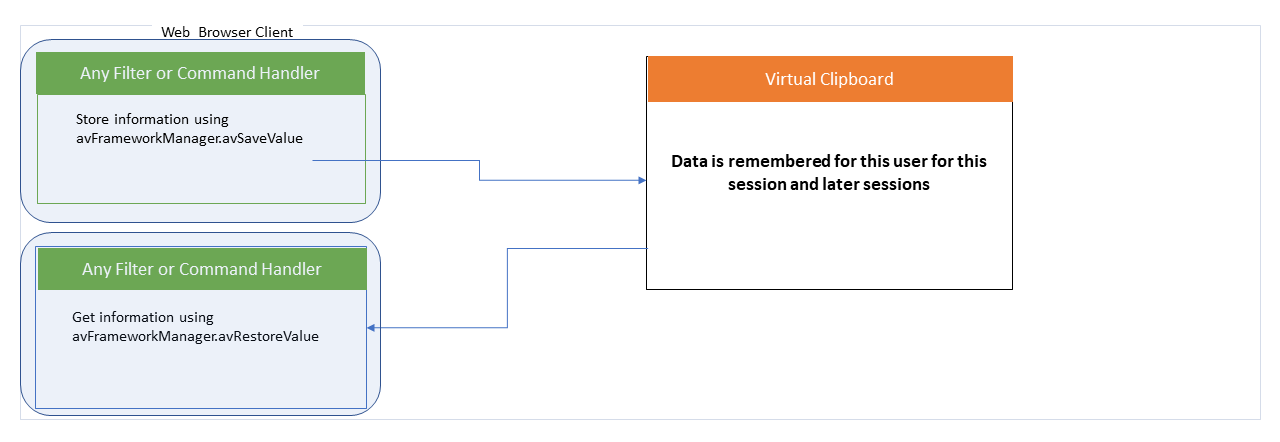 Web Browser Client
Any Filter or Command Handler
Store information using
avFrameworkManager.avSaveValue
Virtual Clipboard
Data is remembered for this user for this
session and later sessions
Any Filter or Command Handler
Get information using
avFrameworkManager.avRestoreValue